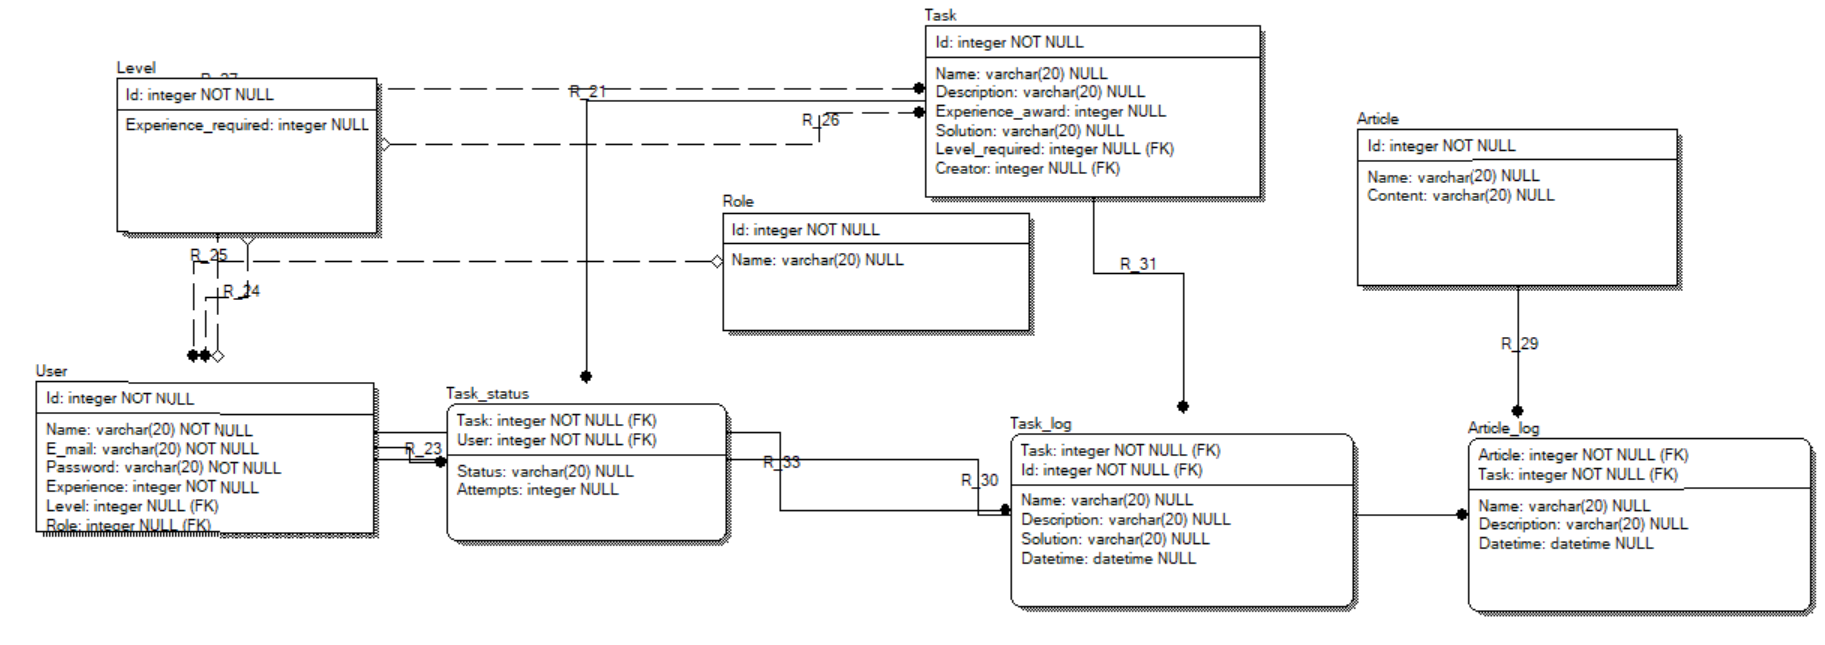 Task
Id: integer NOT NULL
Name: varchar(20) NULL
Description: varchar(20) NULL
Experience_award: integer NULL
Solution: varchar(20) NULL
Level_required: integer NULL (FK)
Creator: integer NULL (FK)
Level
Id: integer NOT NULL
Experience_required: integer NULL
R_21
R_26
Article
Id: integer NOT NULL
Name: varchar(20) NULL
Content: varchar(20) NULL
Role
Id: integer NOT NULL
Name: varchar(20) NULL
R_25
R_24
R_31
R_29
User
Id: integer NOT NULL
Name: varchar(20) NOT NULL
E_mail: varchar(20) NOT NULL
Password: varchar(20) NOT NULL
Experience: integer NOT NULL
Level: integer NULL (FK)
Role: integer NULL (FK)
R_23
Task_status
Task: integer NOT NULL (FK)
User: integer NOT NULL (FK)
Status: varchar(20) NULL
Attempts: integer NULL
R_33
R_30
Task_log
Task: integer NOT NULL (FK)
Id: integer NOT NULL (FK)
Name: varchar(20) NULL
Description: varchar(20) NULL
Solution: varchar(20) NULL
Datetime: datetime NULL
Article_log
Article: integer NOT NULL (FK)
Task: integer NOT NULL (FK)
Name: varchar(20) NULL
Description: varchar(20) NULL
Datetime: datetime NULL